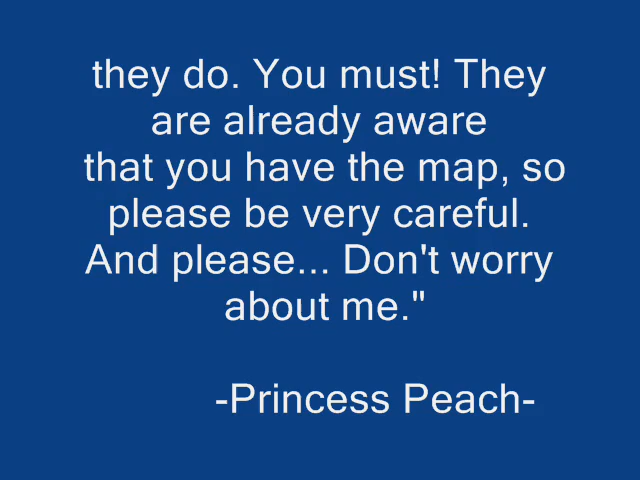 they do. You must! They
are already aware
that you have the map, so
please be very careful.
And please... Don't worry
about me."
-Princess Peach-